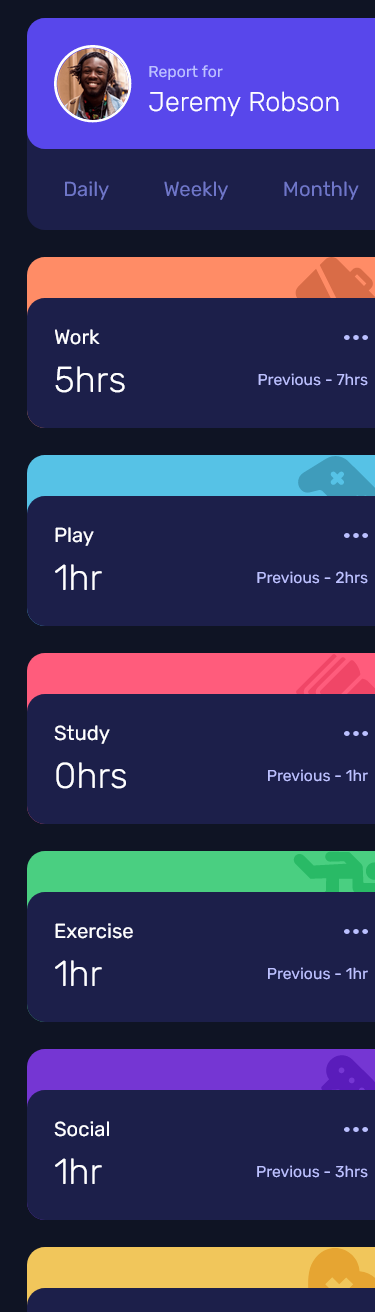 Report for
Jeremy Robson
Daily Weekly Monthly
Work
5hrs Previous - 7hrs
Play
1hr Previous - 2hrs
Study
0hrs Previous - 1hr
Exercise
1hr Previous - 1hr
Social
1hr Previous - 3hrs